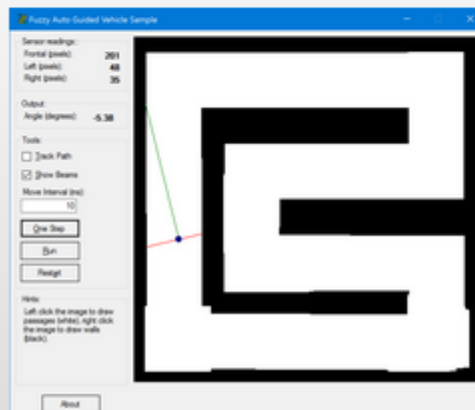 Fuzzy Auto Guided Vehicle Sample
Sensor readings:
Frontal (pixels): 201
Left (pixels): 48
Right (pixels): 35
Output:
Angle (degrees): -5.38
Tools:
Track Path
Show Beams
Move Interval (ms):
10
One Step
Run
Restart
Hints:
Left click the image to draw
passages (white), right click
the image to draw walls
(black).
About